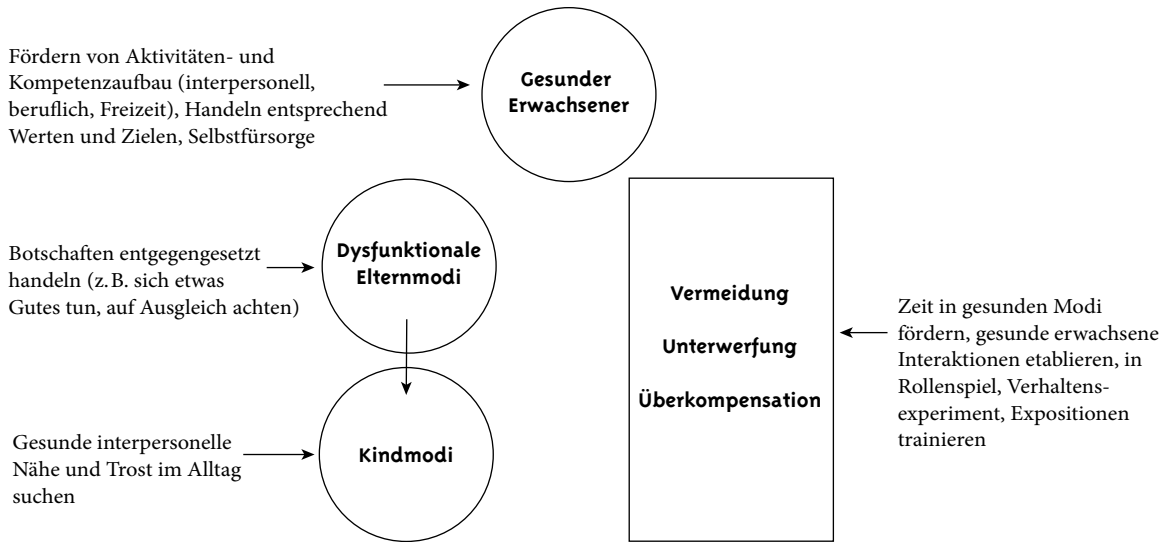 Fördern von Aktivitäten- und
Kompetenzaufbau (interpersonell,
beruflich, Freizeit), Handeln entsprechend
Werten und Zielen, Selbstfürsorge
Gesunder
Erwachsener
Botschaften entgegengesetzt
handeln (z. B. sich etwas
Gutes tun, auf Ausgleich achten)
Dysfunktionale
Elternmodi
Vermeidung
Unterwerfung
Überkompensation
Zeit in gesunden Modi
fördern, gesunde erwachsene
Interaktionen etablieren, in
Rollenspiel, Verhaltens-
experiment, Expositionen
trainieren
Gesunde interpersonelle
Nähe und Trost im Alltag
suchen
Kindmodi